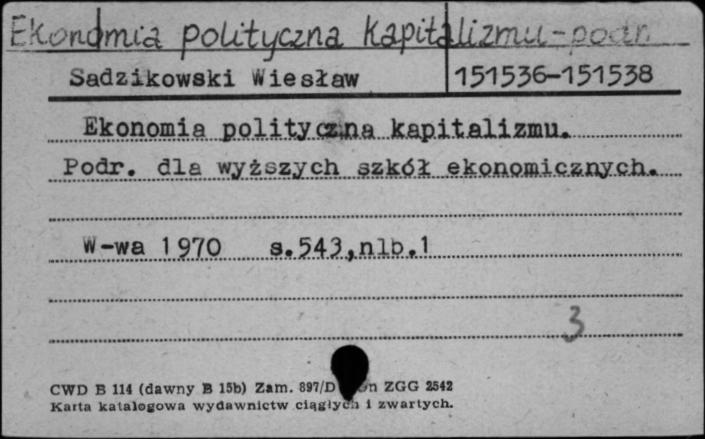 Ekonomia polityczna kapitalizmu - podr.
Sadzikowski Wiesław 151536-151538
Ekonomia polityczna kapitalizmu.
Podr. dla wyższych szkół ekonomicznych.
W-wa 1970 s.543,nlb.1
3
CWD B 114 (dawny B 15b) Zam. 897/D ZGG 2542
Karta katalogowa wydawnictw ciągłych i zwartych.